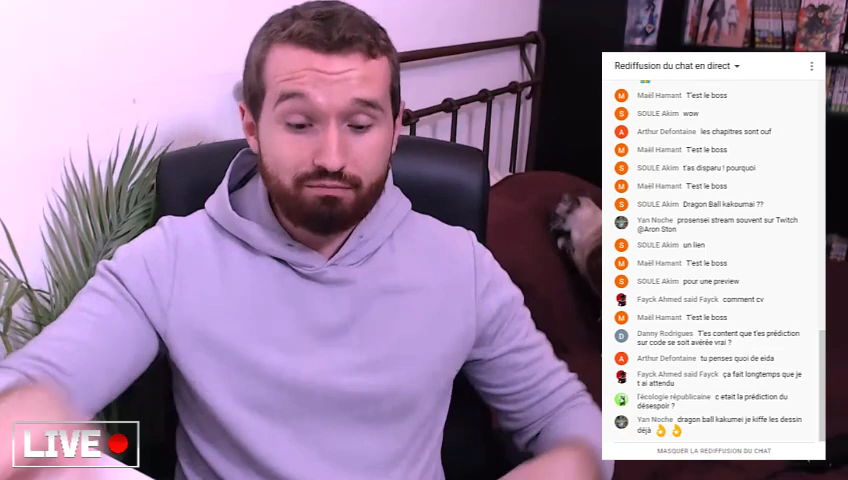 Rediffusion du chat en direct
Maël Hamant T'est le boss
SOULE Akim wow
Arthur Defontaine les chapitres sont ouf
Maël Hamant T'est le boss
SOULE Akim t'as disparu ! pourquoi
Maël Hamant T'est le boss
SOULE Akim Dragon Ball kakoumai ??
Yan Noche prosensei stream souvent sur Twitch
@Aron Ston
SOULE Akim un lien
Maël Hamant T'est le boss
SOULE Akim pour une preview
Fayck Ahmed said Fayck comment cv
Maël Hamant T'est le boss
Danny Rodrigues T'es content que t'es prédiction
sur code se soit avérée vrai ?
Arthur Defontaine tu penses quoi de eida
Fayck Ahmed said Fayck ça fait longtemps que je
t ai attendu
l'écologie républicaine c etait la prédiction du
désespoir ?
Yan Noche dragon ball kakumei je kiffe les dessin
déjà 👌 👌
MASQUER LA REDIFFUSION DU CHAT
LIVE